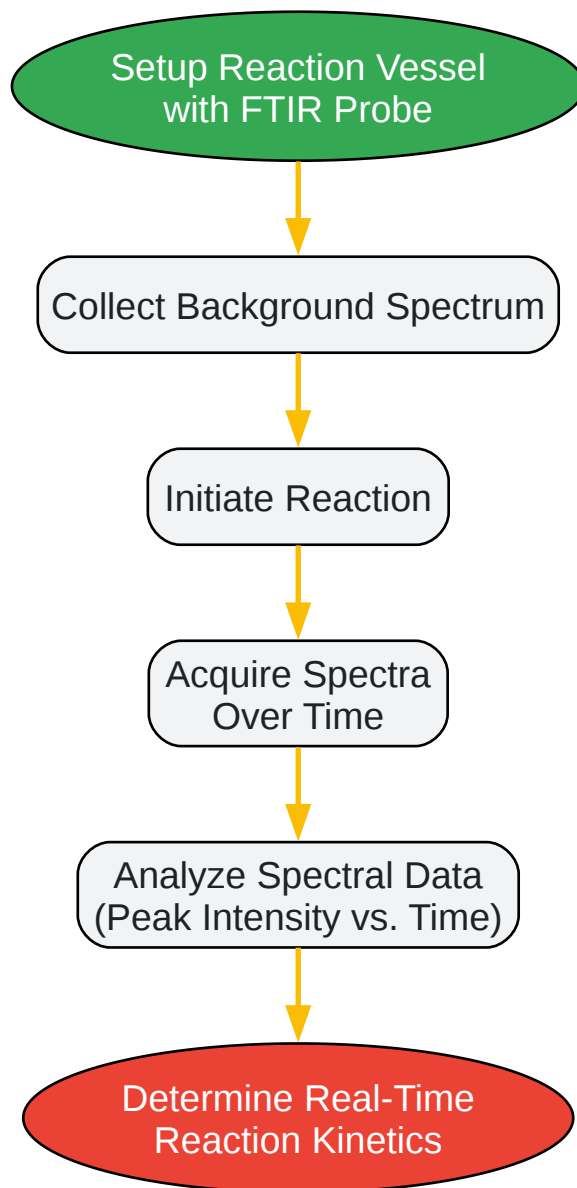 Setup Reaction Vessel
with FTIR Probe
Collect Background Spectrum
Initiate Reaction
Acquire Spectra
Over Time
Analyze Spectral Data
(Peak Intensity vs. Time)
Determine Real-Time
Reaction Kinetics